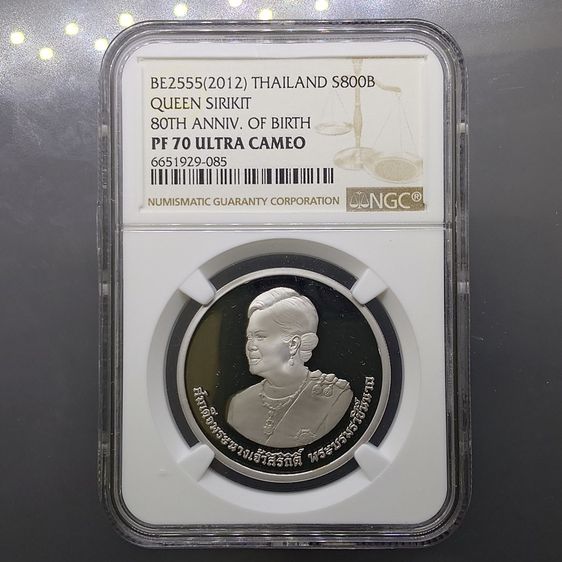 BE2555(2012) THAILAND S800B
QUEEN SIRIKIT
80TH ANNIV. OF BIRTH
PF 70 ULTRA CAMEO
6651929-085
NUMISMATIC GUARANTY CORPORATION
NGC®
สมเด็จพระนางเจ้าสิริกิติ์ พระบรมราชินีนาถ